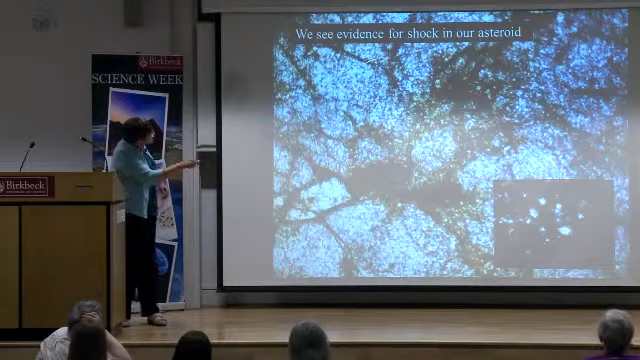 We see evidence for shock in our asteroid
Birkbeck
SCIENCE WEEK
Birkbeck